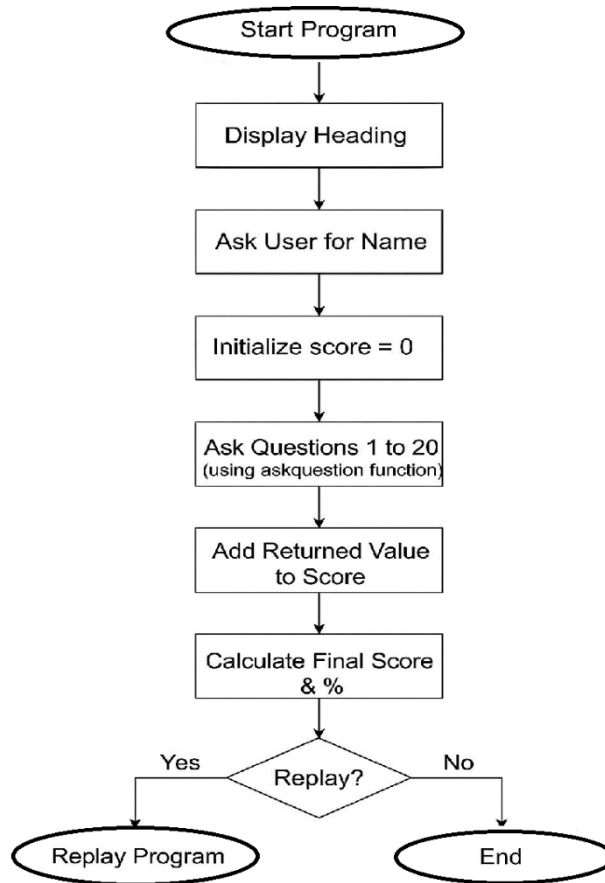 Start Program
Display Heading
Ask User for Name
Initialize score = 0
Ask Questions 1 to 20
(using askquestion function)
Add Returned Value
to Score
Calculate Final Score
& %
Replay?
Yes
No
Replay Program
End